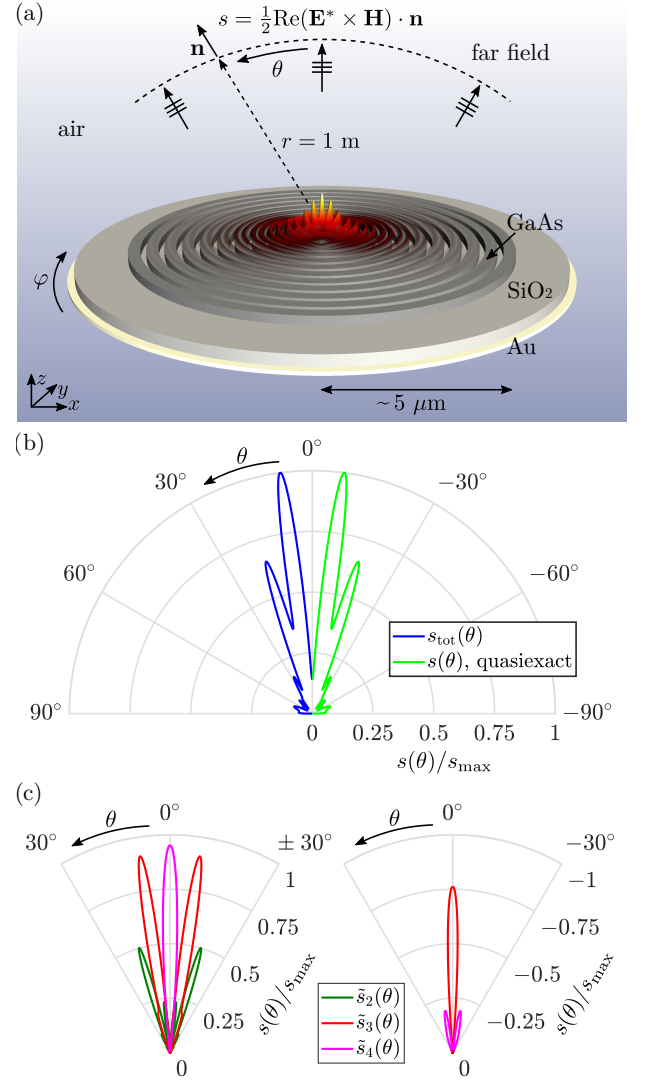 (a)
s = ½Re(E* × H) · n
n
θ
far field
air
r = 1 m
GaAs
φ
SiO₂
Au
z
y
x
~5 μm
(b)
θ
0°
30°
−30°
60°
−60°
s_tot(θ)
s(θ), quasiexact
90°
−90°
0
0.25
0.5
0.75
1
s(θ)/s_max
(c)
θ
0°
30°
± 30°
1
0.75
0.5
0.25
0
s(θ)/s_max
θ
0°
−30°
−1
−0.75
−0.5
−0.25
0
s(θ)/s_max
s̃₂(θ)
s̃₃(θ)
s̃₄(θ)